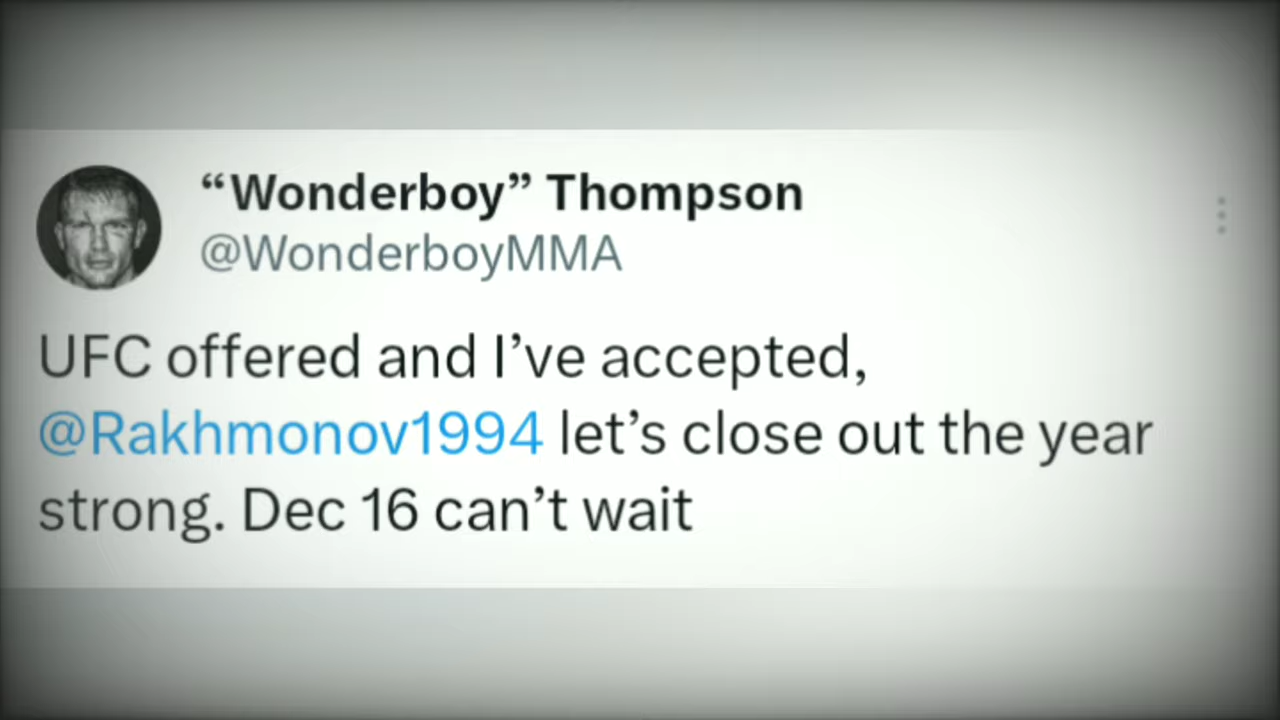 “Wonderboy” Thompson
@WonderboyMMA
UFC offered and I’ve accepted,
@Rakhmonov1994 let’s close out the year
strong. Dec 16 can’t wait